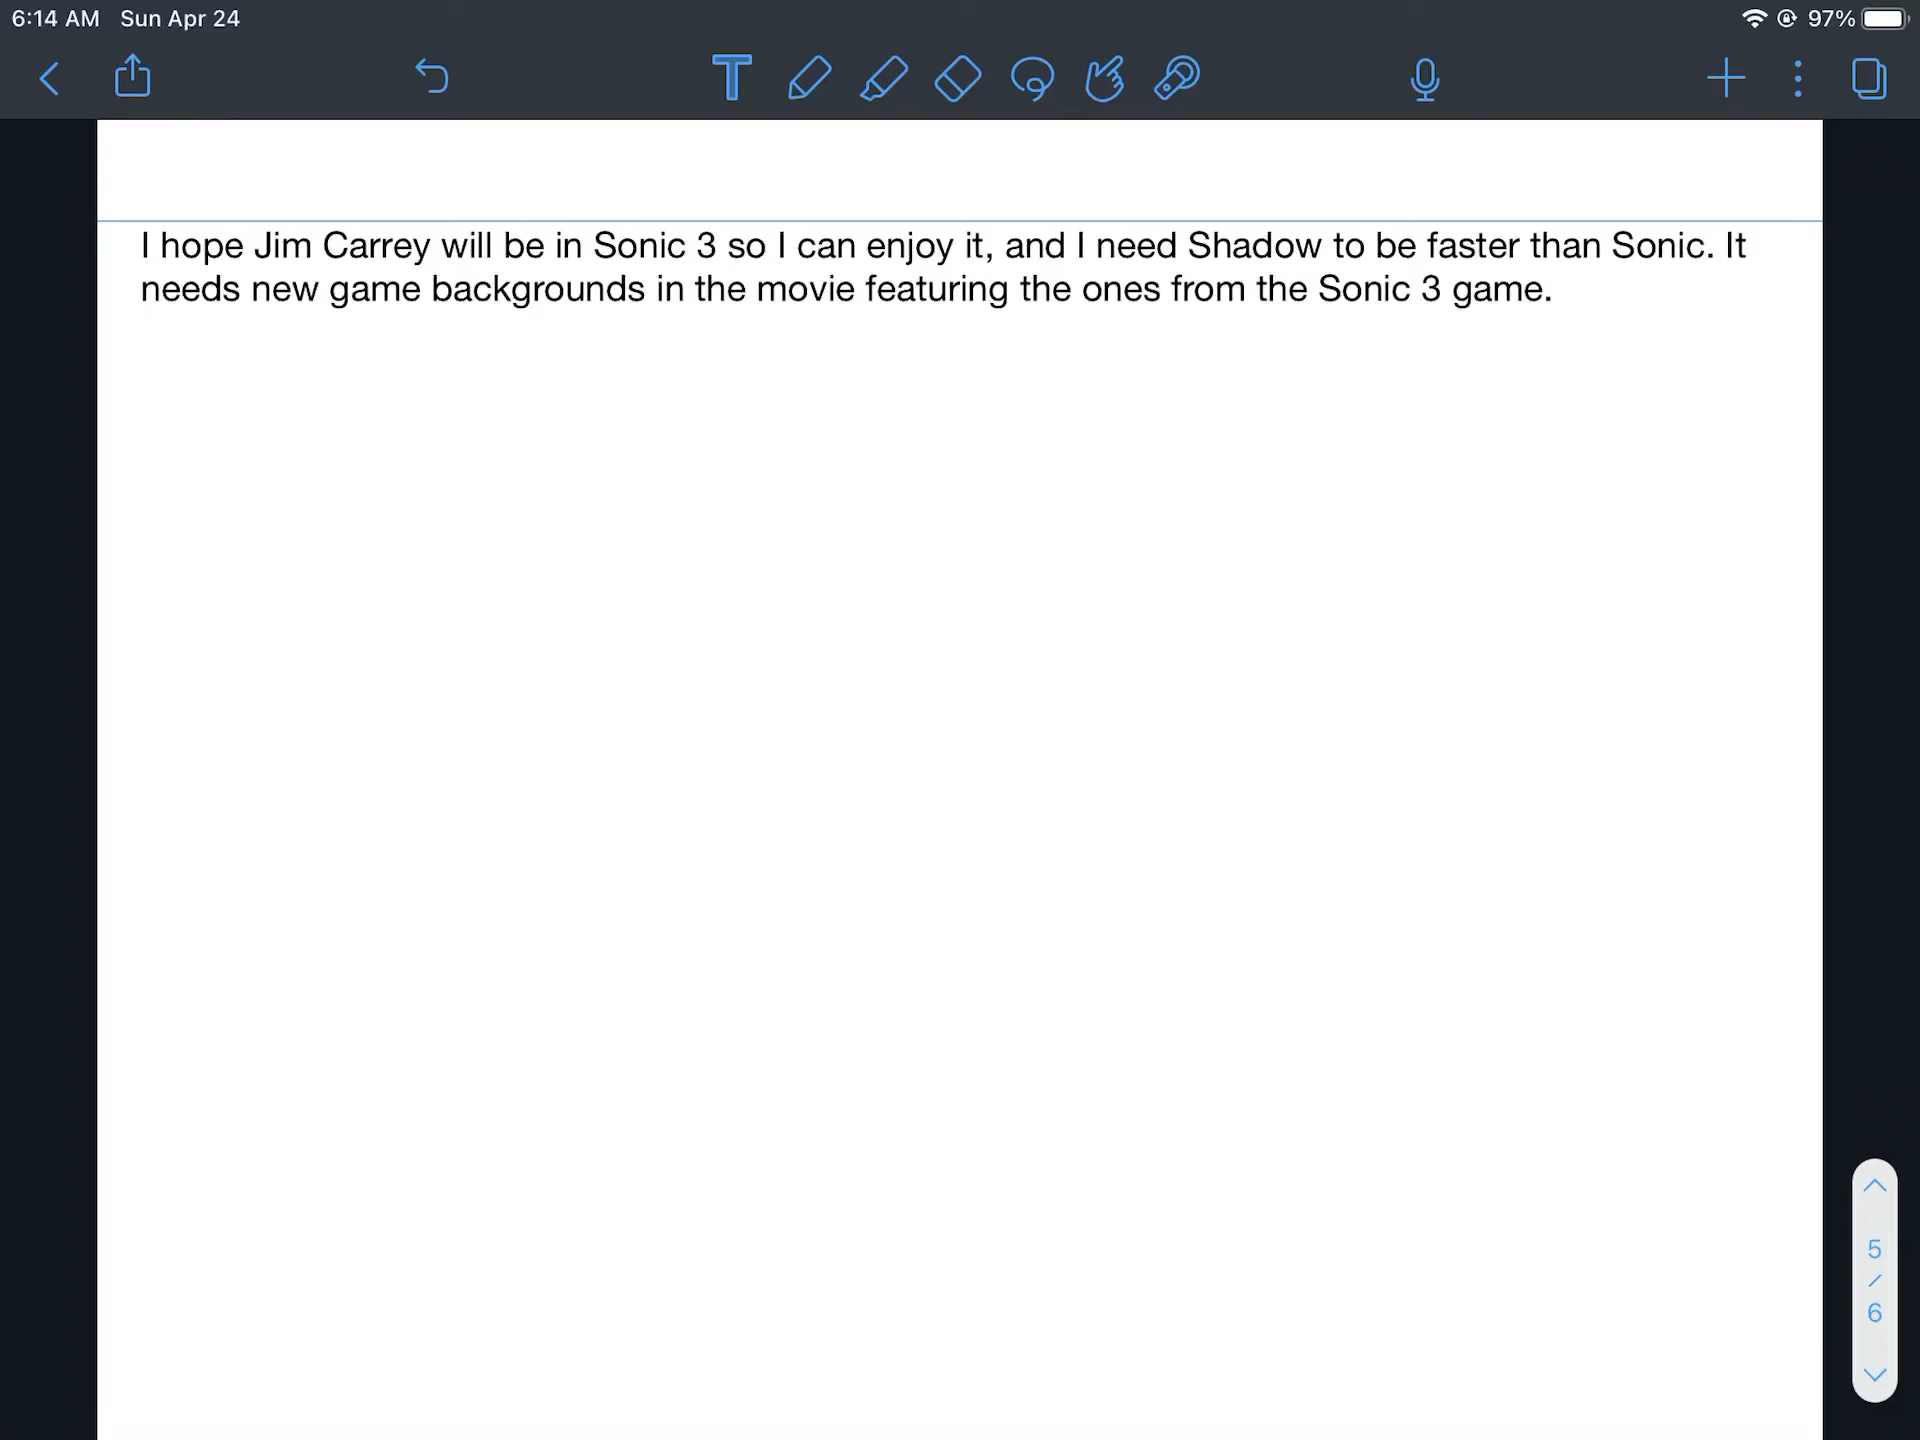 6:14 AM Sun Apr 24 97%
T
I hope Jim Carrey will be in Sonic 3 so I can enjoy it, and I need Shadow to be faster than Sonic. It
needs new game backgrounds in the movie featuring the ones from the Sonic 3 game.
5
/
6